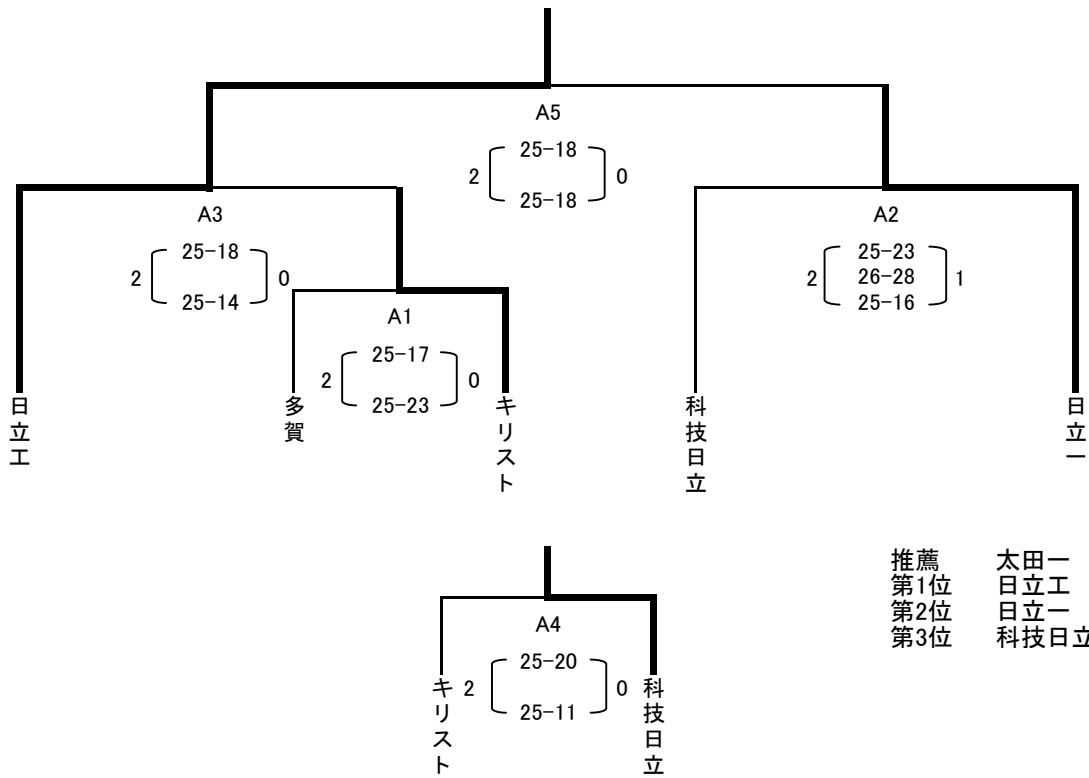 A5
25-18
2 0
25-18
A3
25-18
2 0
25-14
A2
25-23
2 26-28 1
25-16
A1
25-17
2 0
25-23
日立工
多賀
キリスト
科技日立
日立一
A4
25-20
2 0
25-11
キリスト
科技日立
推薦 太田一
第1位 日立工
第2位 日立一
第3位 科技日立